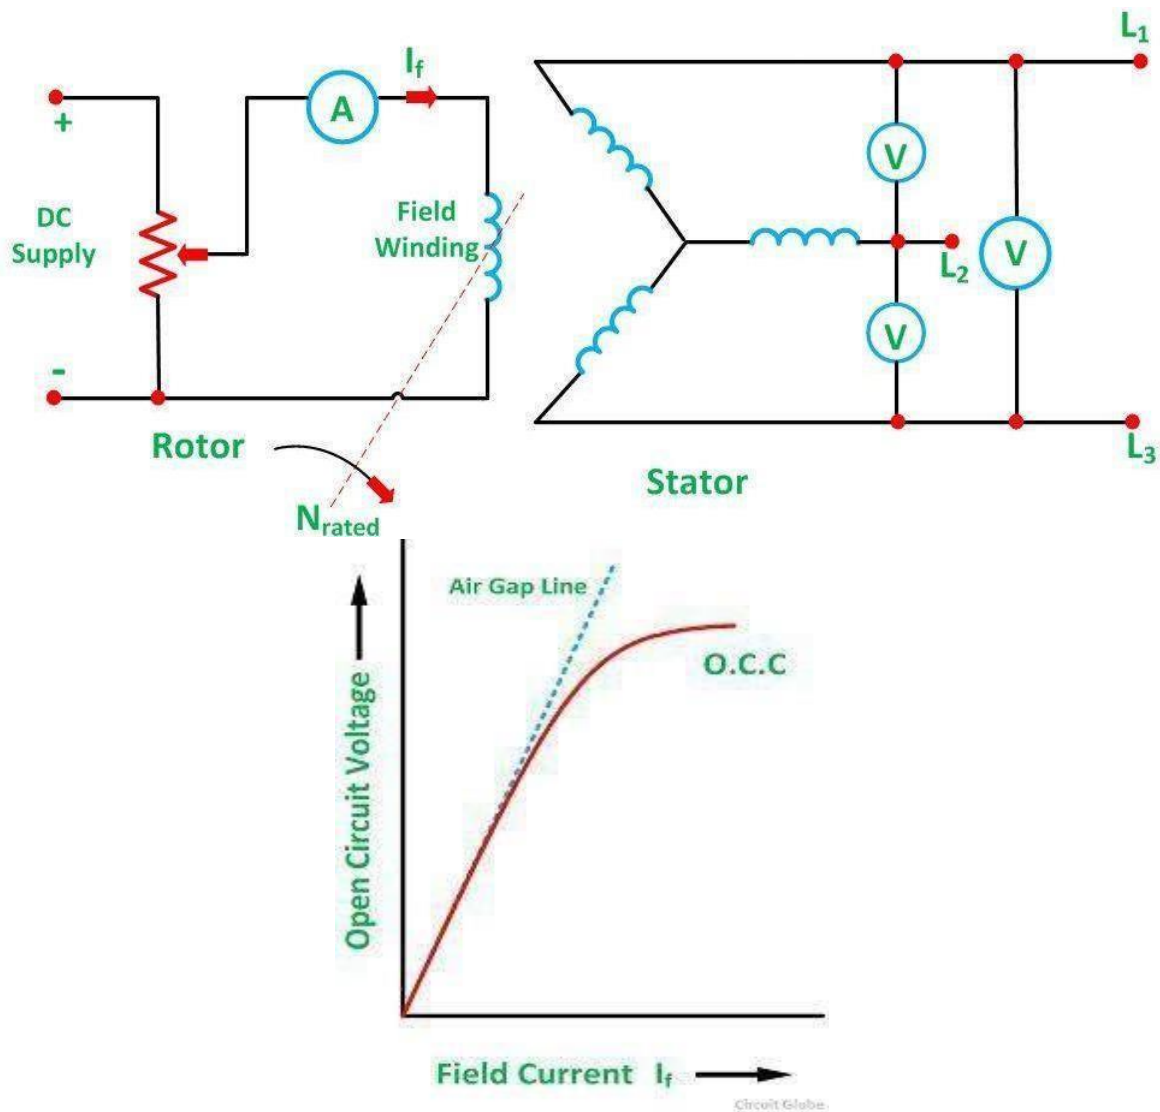 L1
If
A
+
V
DC
Supply
Field
Winding
L2
V
V
-
Rotor
L3
Stator
Nrated
Air Gap Line
O.C.C
Open Circuit Voltage
Field Current If
Circuit Globe